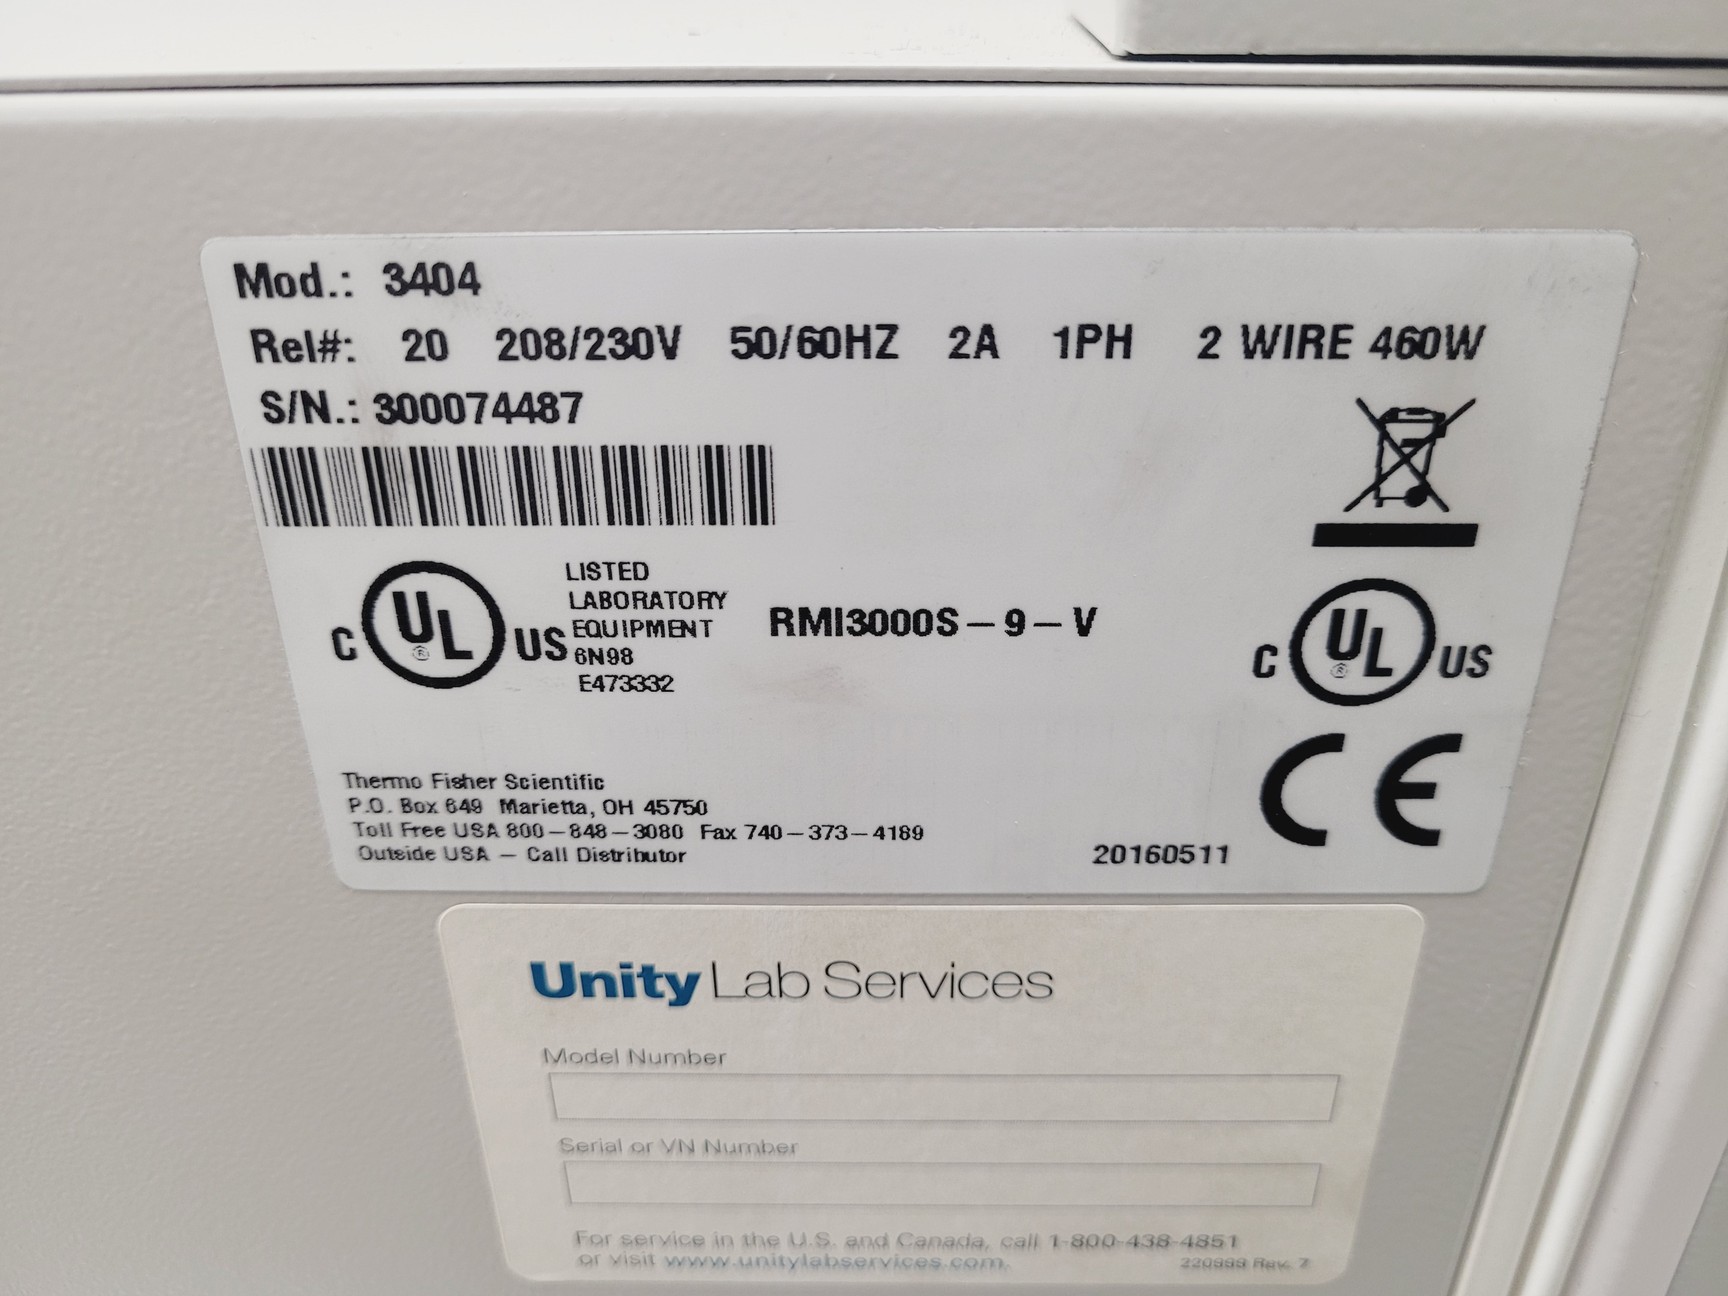 Mod.: 3404
Rel#: 20 208/230V 50/60HZ 2A 1PH 2 WIRE 460W
S/N.: 300074487
C UL US ®
LISTED
LABORATORY
EQUIPMENT
6N98
E473332
RMI3000S-9-V
C UL US ®
CE
Thermo Fisher Scientific
P.O. Box 649 Marietta, OH 45750
Toll Free USA 800-848-3080 Fax 740-373-4189
Outside USA - Call Distributor
20160511
Unity Lab Services
Model Number
Serial or VN Number
For service in the U.S. and Canada, call 1-800-438-4851
or visit www.unitylabservices.com.
220999 Rev. 7